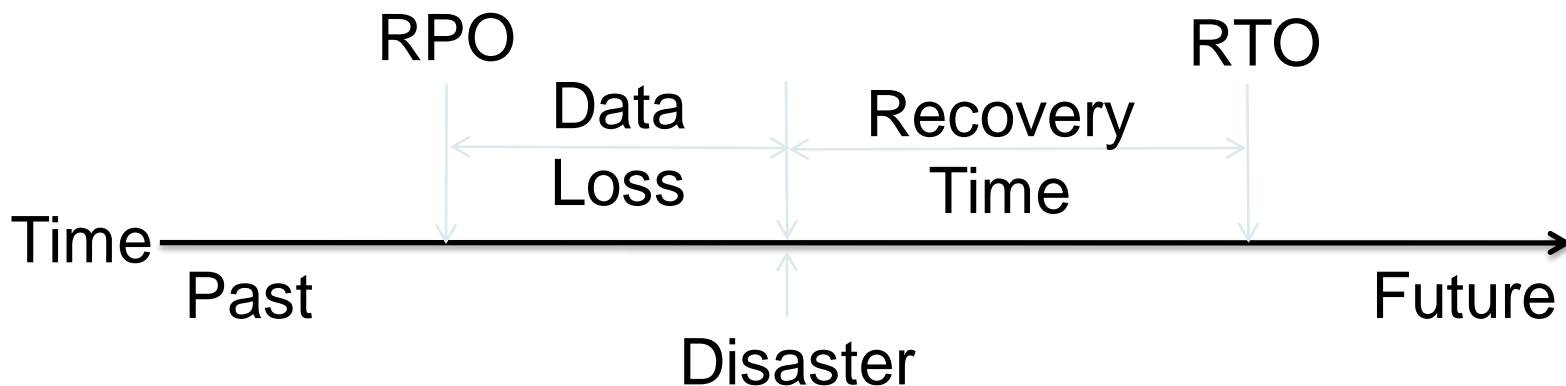 RPO
RTO
Data
Loss
Recovery
Time
Time
Past
Future
Disaster